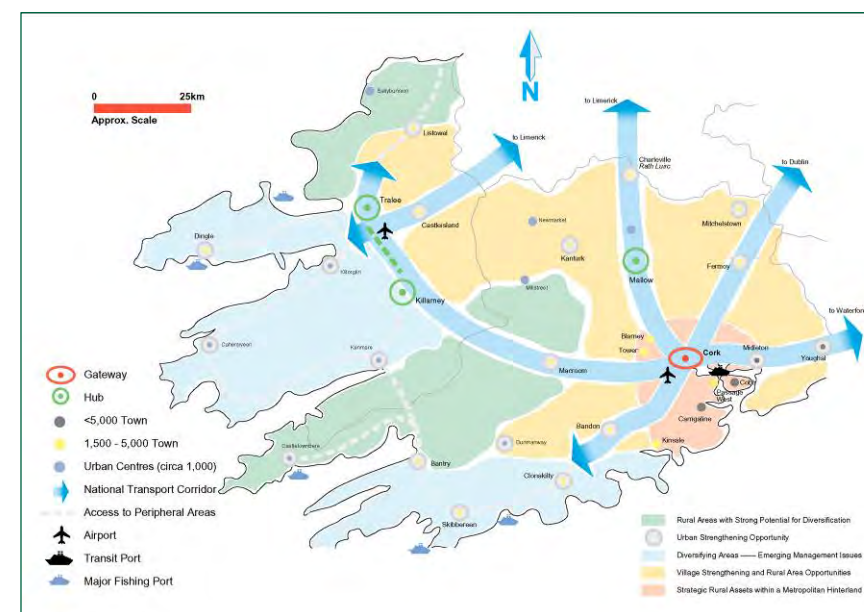 0 25km
Approx. Scale
N
to Limerick
to Limerick
to Dublin
to Waterford
Ballybunion
Listowel
Tralee
Castleisland
Dingle
Killorglin
Killarney
Cahersiveen
Kenmare
Castletownbere
Bantry
Skibbereen
Clonakilty
Dunmanway
Bandon
Kinsale
Macroom
Millstreet
Kanturk
Newmarket
Charleville
Rath Luirc
Mallow
Mitchelstown
Fermoy
Blarney
Tower
Cork
Midleton
Youghal
Cobh
Passage
West
Carrigaline
Gateway
Hub
<5,000 Town
1,500 - 5,000 Town
Urban Centres (circa 1,000)
National Transport Corridor
Access to Peripheral Areas
Airport
Transit Port
Major Fishing Port
Rural Areas with Strong Potential for Diversification
Urban Strengthening Opportunity
Diversifying Areas —— Emerging Management Issues
Village Strengthening and Rural Area Opportunities
Strategic Rural Assets within a Metropolitan Hinterland